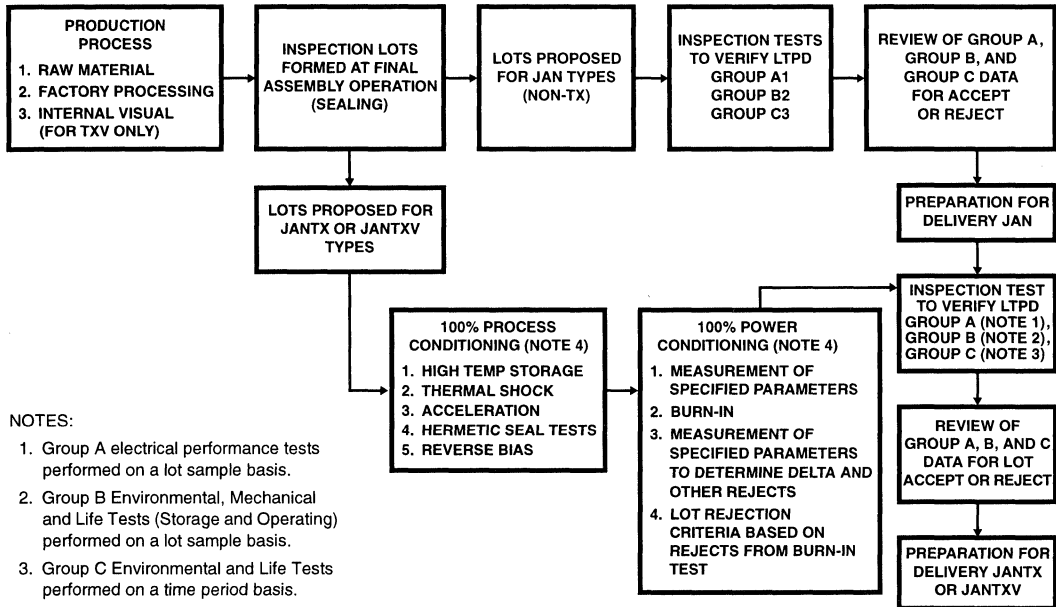 PRODUCTION
PROCESS
1. RAW MATERIAL
2. FACTORY PROCESSING
3. INTERNAL VISUAL
(FOR TXV ONLY)
INSPECTION LOTS
FORMED AT FINAL
ASSEMBLY OPERATION
(SEALING)
LOTS PROPOSED
FOR JAN TYPES
(NON-TX)
INSPECTION TESTS
TO VERIFY LTPD
GROUP A1
GROUP B2
GROUP C3
REVIEW OF GROUP A,
GROUP B, AND
GROUP C DATA
FOR ACCEPT
OR REJECT
LOTS PROPOSED FOR
JANTX OR JANTXV
TYPES
PREPARATION FOR
DELIVERY JAN
100% PROCESS
CONDITIONING (NOTE 4)
1. HIGH TEMP STORAGE
2. THERMAL SHOCK
3. ACCELERATION
4. HERMETIC SEAL TESTS
5. REVERSE BIAS
100% POWER
CONDITIONING (NOTE 4)
1. MEASUREMENT OF
SPECIFIED PARAMETERS
2. BURN-IN
3. MEASUREMENT OF
SPECIFIED PARAMETERS
TO DETERMINE DELTA AND
OTHER REJECTS
4. LOT REJECTION
CRITERIA BASED ON
REJECTS FROM BURN-IN
TEST
INSPECTION TEST
TO VERIFY LTPD
GROUP A (NOTE 1),
GROUP B (NOTE 2),
GROUP C (NOTE 3)
REVIEW OF
GROUP A, B, AND C
DATA FOR LOT
ACCEPT OR REJECT
PREPARATION FOR
DELIVERY JANTX
OR JANTXV
NOTES:
1. Group A electrical performance tests
performed on a lot sample basis.
2. Group B Environmental, Mechanical
and Life Tests (Storage and Operating)
performed on a lot sample basis.
3. Group C Environmental and Life Tests
performed on a time period basis.